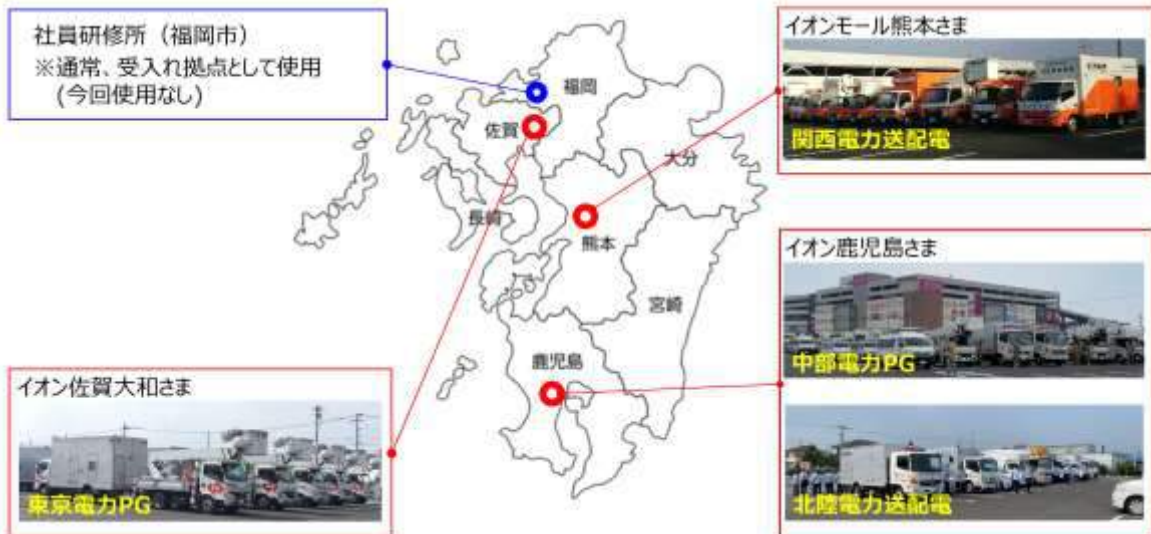 社員研修所（福岡市）
※通常、受入れ拠点として使用
(今回使用なし)
イオンモール熊本さま
関西電力送配電
福岡
佐賀
大分
長崎
熊本
宮崎
鹿児島
イオン鹿児島さま
中部電力PG
北陸電力送配電
イオン佐賀大和さま
東京電力PG